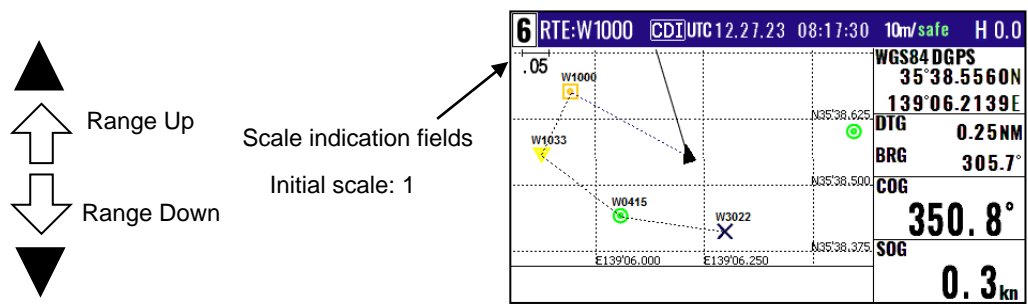 Range Up
Range Down
Scale indication fields
Initial scale: 1
6 RTE:W1000 CDI UTC 12.27.23 08:17:30 10m/safe H 0.0
.05
W1000
W1033
W0415
W3022
N35°38.625
N35°38.500
N35°38.375
E139°06.000 E139°06.250
WGS84 DGPS
35°38.5560N
139°06.2139E
DTG 0.25NM
BRG 305.7°
COG
350.8°
SOG
0.3kn